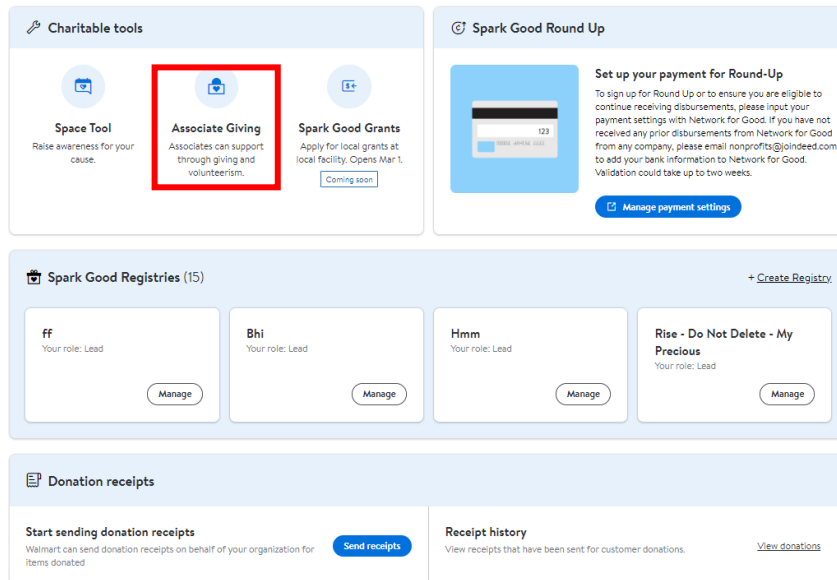 Charitable tools
Space Tool
Raise awareness for your
cause.
Associate Giving
Associates can support
through giving and
volunteerism.
Spark Good Grants
Apply for local grants at
local facility. Opens Mar 1.
Coming soon
Spark Good Round Up
123
Set up your payment for Round-Up
To sign up for Round Up or to ensure you are eligible to
continue receiving disbursements, please input your
payment settings with Network for Good. If you have not
received any prior disbursements from Network for Good
from any company, please email nonprofits@joindeed.com
to add your bank information to Network for Good.
Validation could take up to two weeks.
Manage payment settings
Spark Good Registries (15)
+ Create Registry
ff
Your role: Lead
Manage
Bhi
Your role: Lead
Manage
Hmm
Your role: Lead
Manage
Rise - Do Not Delete - My
Precious
Your role: Lead
Manage
Donation receipts
Start sending donation receipts
Walmart can send donation receipts on behalf of your organization for
items donated
Send receipts
Receipt history
View receipts that have been sent for customer donations.
View donations